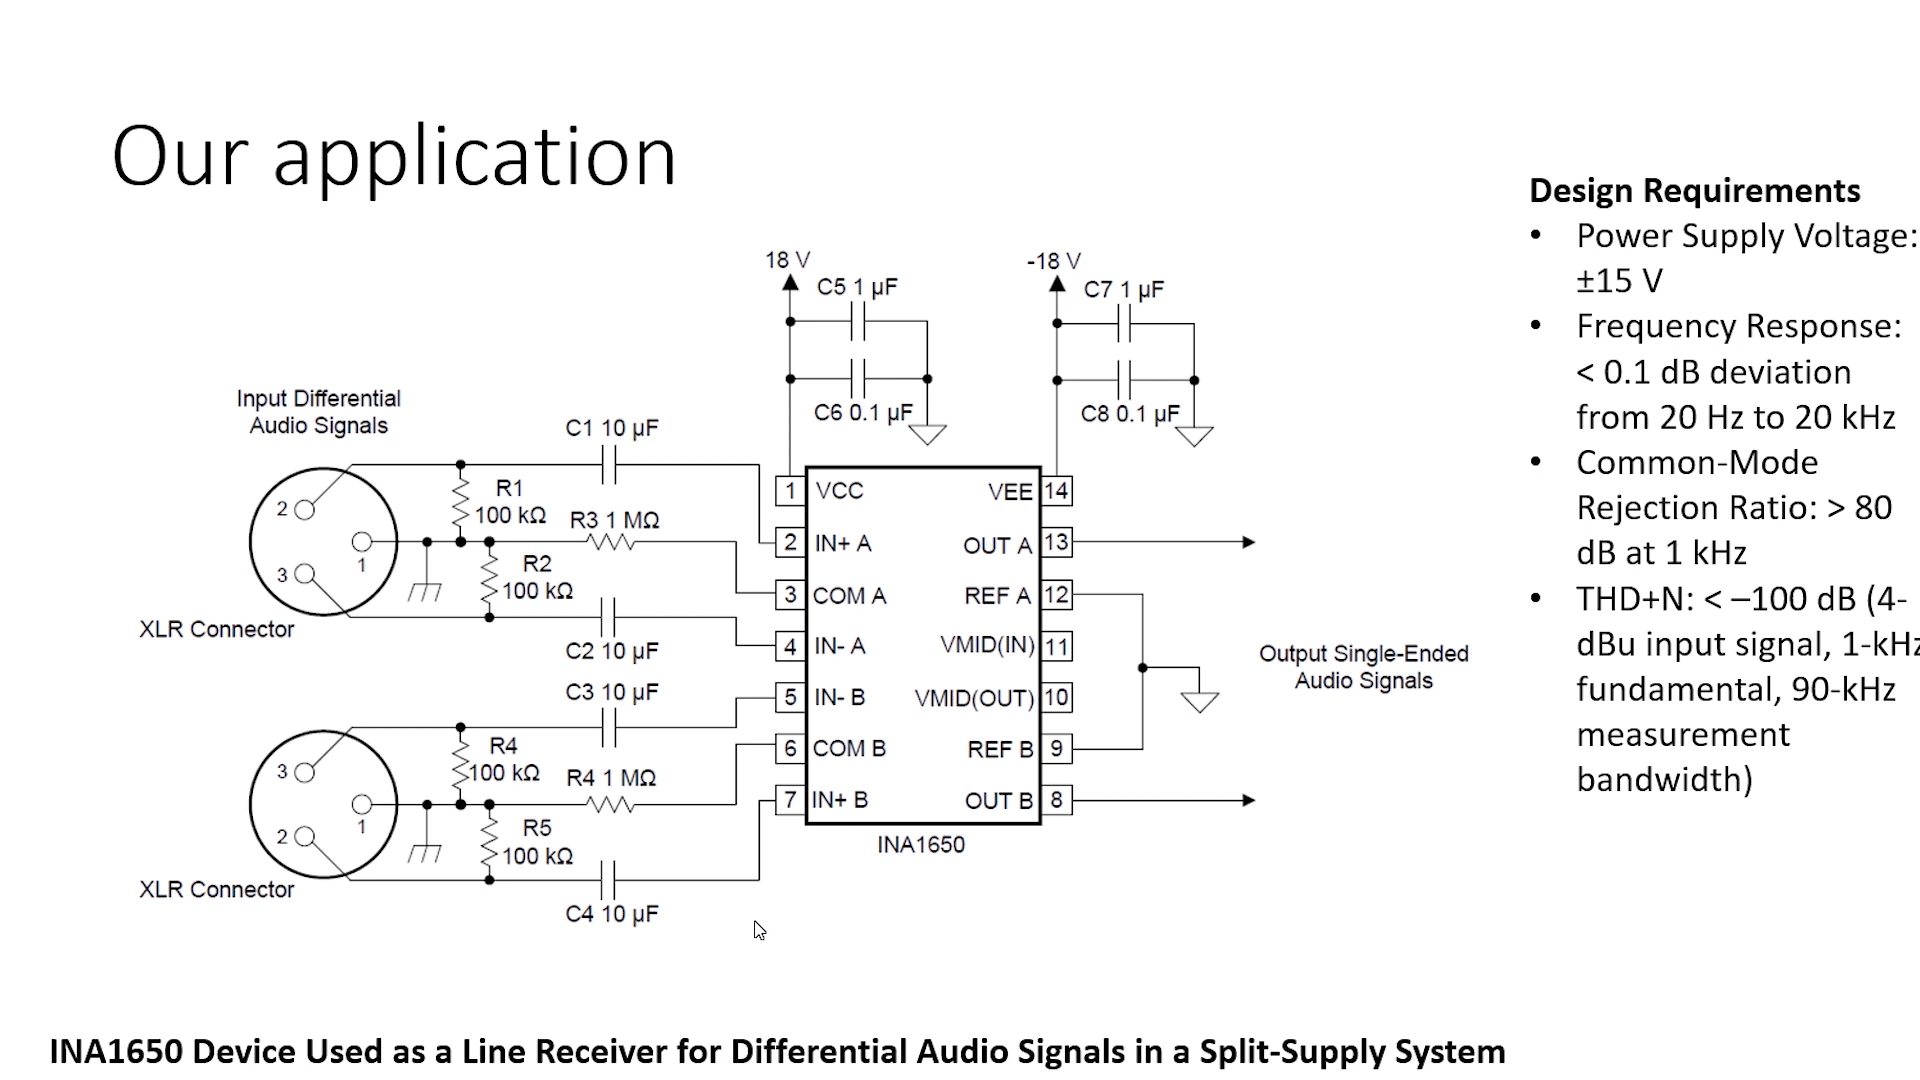 Our application
Design Requirements
• Power Supply Voltage:
±15 V
• Frequency Response:
< 0.1 dB deviation
from 20 Hz to 20 kHz
• Common-Mode
Rejection Ratio: > 80
dB at 1 kHz
• THD+N: < –100 dB (4-
dBu input signal, 1-kHz
fundamental, 90-kHz
measurement
bandwidth)
18 V
C5 1 µF
C6 0.1 µF
-18 V
C7 1 µF
C8 0.1 µF
Input Differential
Audio Signals
2
1
3
XLR Connector
C1 10 µF
R1
100 kΩ
R3 1 MΩ
R2
100 kΩ
C2 10 µF
C3 10 µF
3
1
2
XLR Connector
R4
100 kΩ
R4 1 MΩ
R5
100 kΩ
C4 10 µF
1 VCC
2 IN+ A
3 COM A
4 IN- A
5 IN- B
6 COM B
7 IN+ B
VEE 14
OUT A 13
REF A 12
VMID(IN) 11
VMID(OUT) 10
REF B 9
OUT B 8
INA1650
Output Single-Ended
Audio Signals
INA1650 Device Used as a Line Receiver for Differential Audio Signals in a Split-Supply System